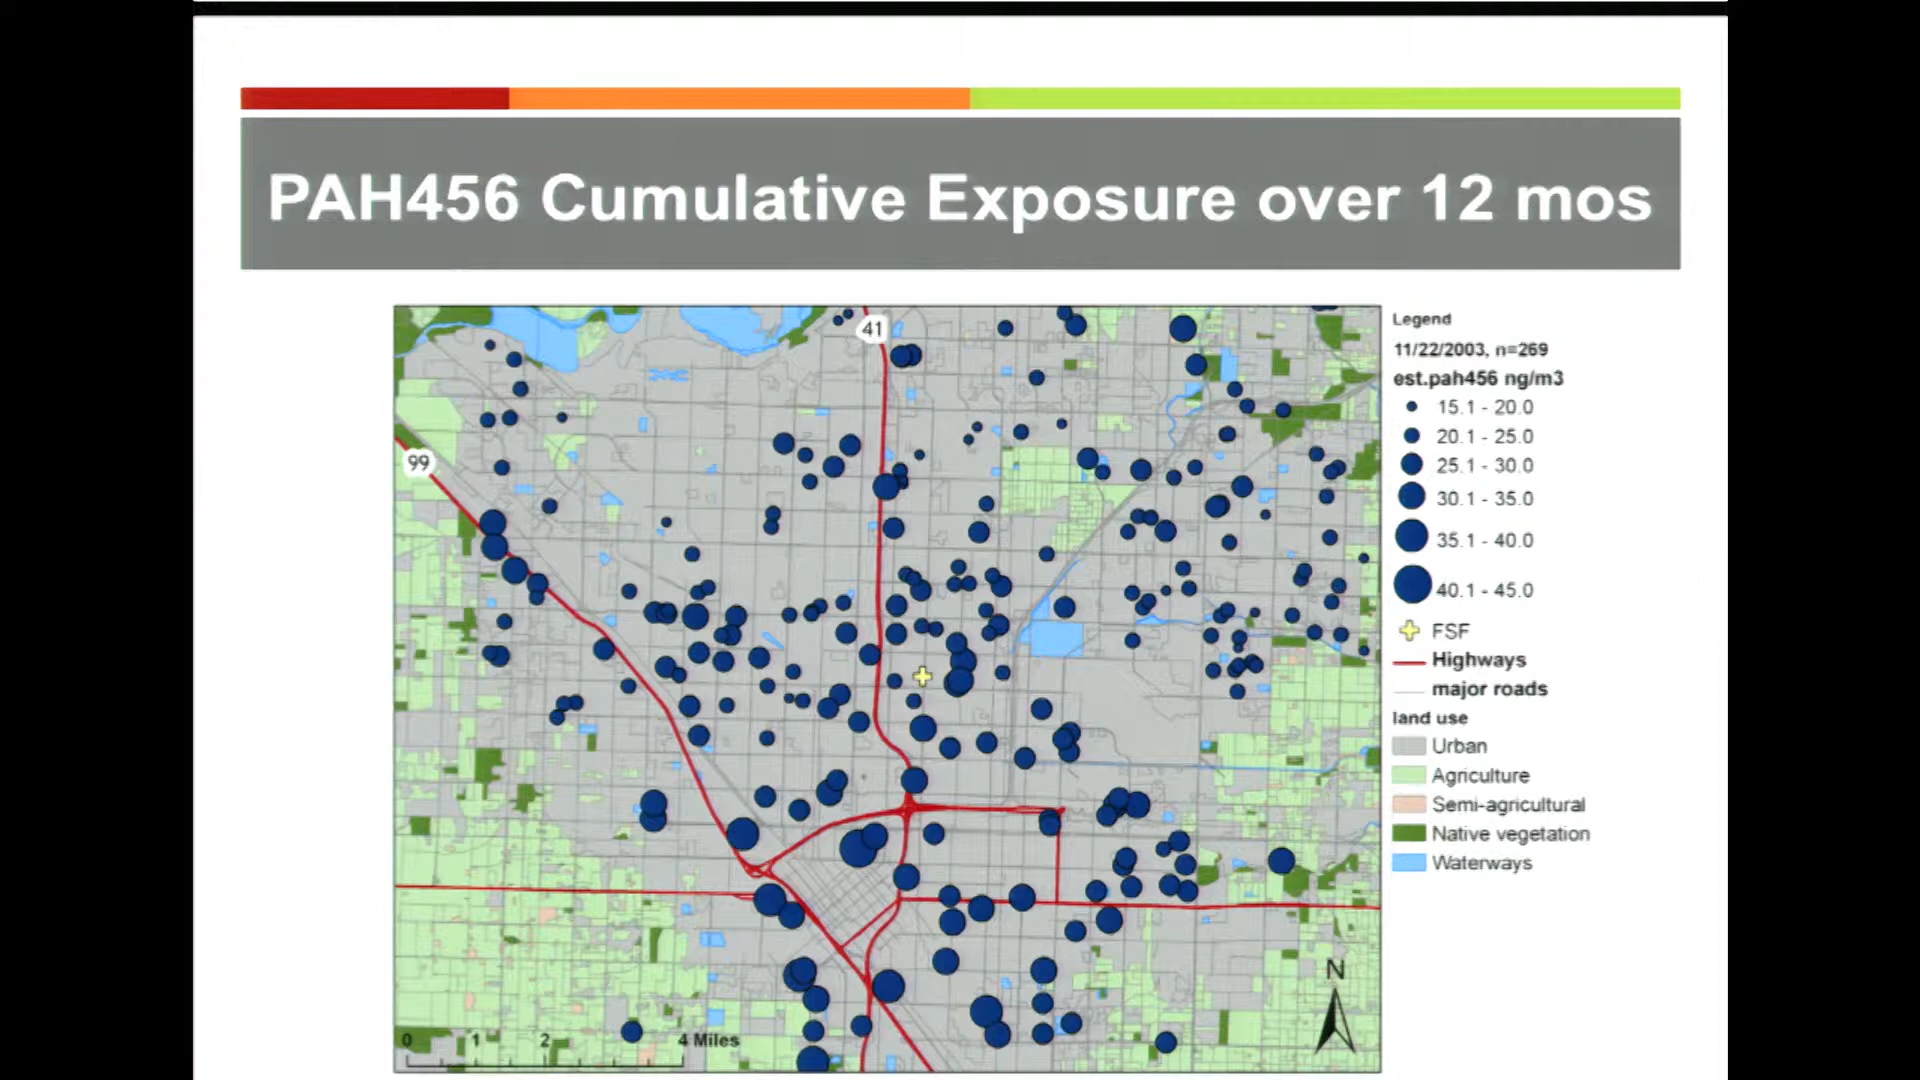 PAH456 Cumulative Exposure over 12 mos
41
99
0 1 2 4 Miles
N
Legend
11/22/2003, n=269
est.pah456 ng/m3
15.1 - 20.0
20.1 - 25.0
25.1 - 30.0
30.1 - 35.0
35.1 - 40.0
40.1 - 45.0
FSF
Highways
major roads
land use
Urban
Agriculture
Semi-agricultural
Native vegetation
Waterways